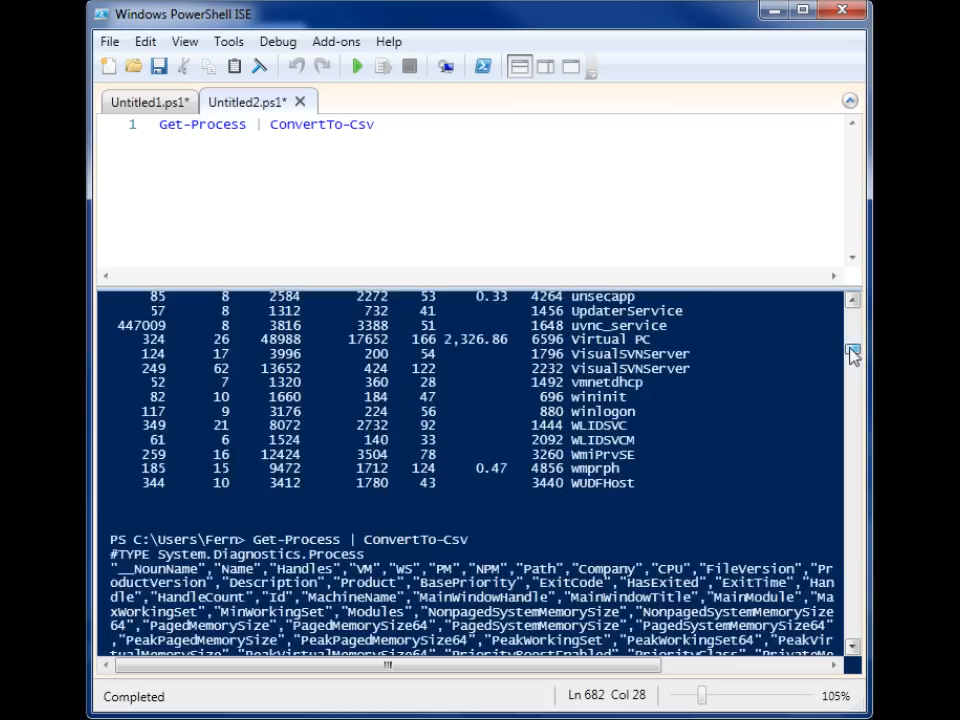 Windows PowerShell ISE
File Edit View Tools Debug Add-ons Help
Untitled1.ps1* Untitled2.ps1*
1 Get-Process | ConvertTo-Csv
85 8 2584 2272 53 0.33 4264 unsecapp
57 8 1312 732 41 1456 UpdaterService
447009 8 3816 3388 51 1648 uvnc_service
324 26 48988 17652 166 2,326.86 6596 Virtual PC
124 17 3996 200 54 1796 VisualSVNServer
249 62 13652 424 122 2232 VisualSVNServer
52 7 1320 360 28 1492 vmnetdhcp
82 10 1660 184 47 696 wininit
117 9 3176 224 56 880 winlogon
349 21 8072 2732 92 1444 WLIDSVC
61 6 1524 140 33 2092 WLIDSVCM
259 16 12424 3504 78 3260 WmiPrvSE
185 15 9472 1712 124 0.47 4856 wmprph
344 10 3412 1780 43 3440 WUDFHost
PS C:\Users\Fern> Get-Process | ConvertTo-Csv
#TYPE System.Diagnostics.Process
"__NounName","Name","Handles","VM","WS","PM","NPM","Path","Company","CPU","FileVersion","Pr
oductVersion","Description","Product","BasePriority","ExitCode","HasExited","ExitTime","Han
dle","HandleCount","Id","MachineName","MainWindowHandle","MainWindowTitle","MainModule","Ma
xWorkingSet","MinWorkingSet","Modules","NonpagedSystemMemorySize","NonpagedSystemMemorySize
64","PagedMemorySize","PagedMemorySize64","PagedSystemMemorySize","PagedSystemMemorySize64"
,"PeakPagedMemorySize","PeakPagedMemorySize64","PeakWorkingSet","PeakWorkingSet64","PeakVir
tualMemorySize","PeakVirtualMemorySize64","PriorityBoostEnabled","PriorityClass","PrivateMe
Completed Ln 682 Col 28 105%